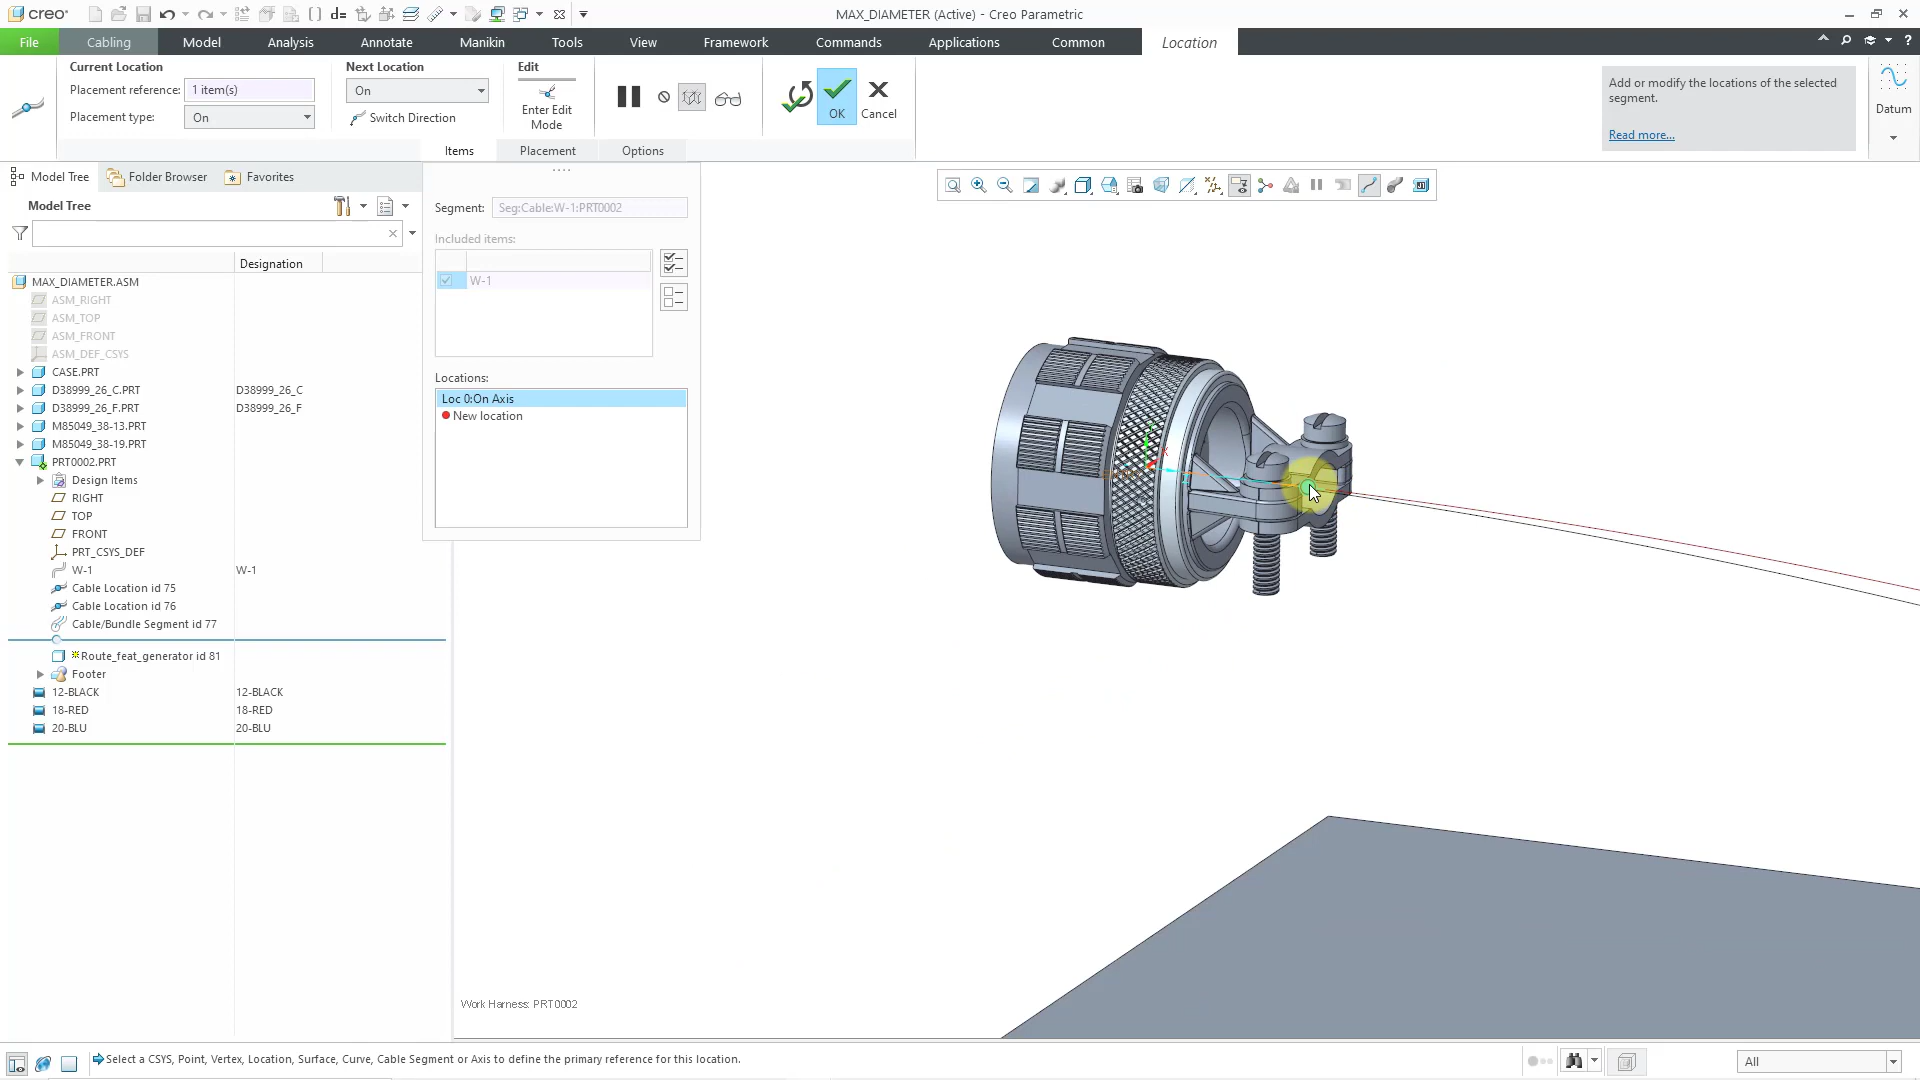 creo
MAX_DIAMETER (Active) - Creo Parametric
File
Cabling
Model
Analysis
Annotate
Manikin
Tools
View
Framework
Commands
Applications
Common
Location
Current Location
Placement reference: 1 item(s)
Placement type: On
Next Location
On
Switch Direction
Edit
Enter Edit
Mode
OK
Cancel
Items
Placement
Options
Add or modify the locations of the selected
segment.
Read more...
Datum
Model Tree
Folder Browser
Favorites
Model Tree
Designation
MAX_DIAMETER.ASM
ASM_RIGHT
ASM_TOP
ASM_FRONT
ASM_DEF_CSYS
CASE.PRT
D38999_26_C.PRT D38999_26_C
D38999_26_F.PRT D38999_26_F
M85049_38-13.PRT
M85049_38-19.PRT
PRT0002.PRT
Design Items
RIGHT
TOP
FRONT
PRT_CSYS_DEF
W-1 W-1
Cable Location id 75
Cable Location id 76
Cable/Bundle Segment id 77
Route_feat_generator id 81
Footer
12-BLACK 12-BLACK
18-RED 18-RED
20-BLU 20-BLU
Segment: Seg:Cable:W-1:PRT0002
Included items:
W-1
Locations:
Loc 0:On Axis
New location
Work Harness: PRT0002
Select a CSYS, Point, Vertex, Location, Surface, Curve, Cable Segment or Axis to define the primary reference for this location.
All